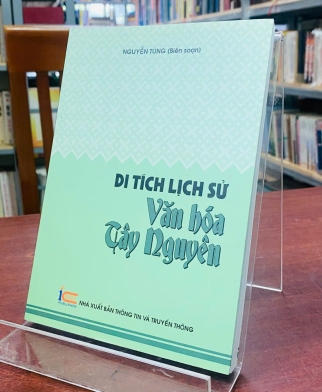 NGUYỄN TÙNG (Biên soạn)
DI TÍCH LỊCH SỬ
Văn hóa
Tây Nguyên
NHÀ XUẤT BẢN THÔNG TIN VÀ TRUYỀN THÔNG